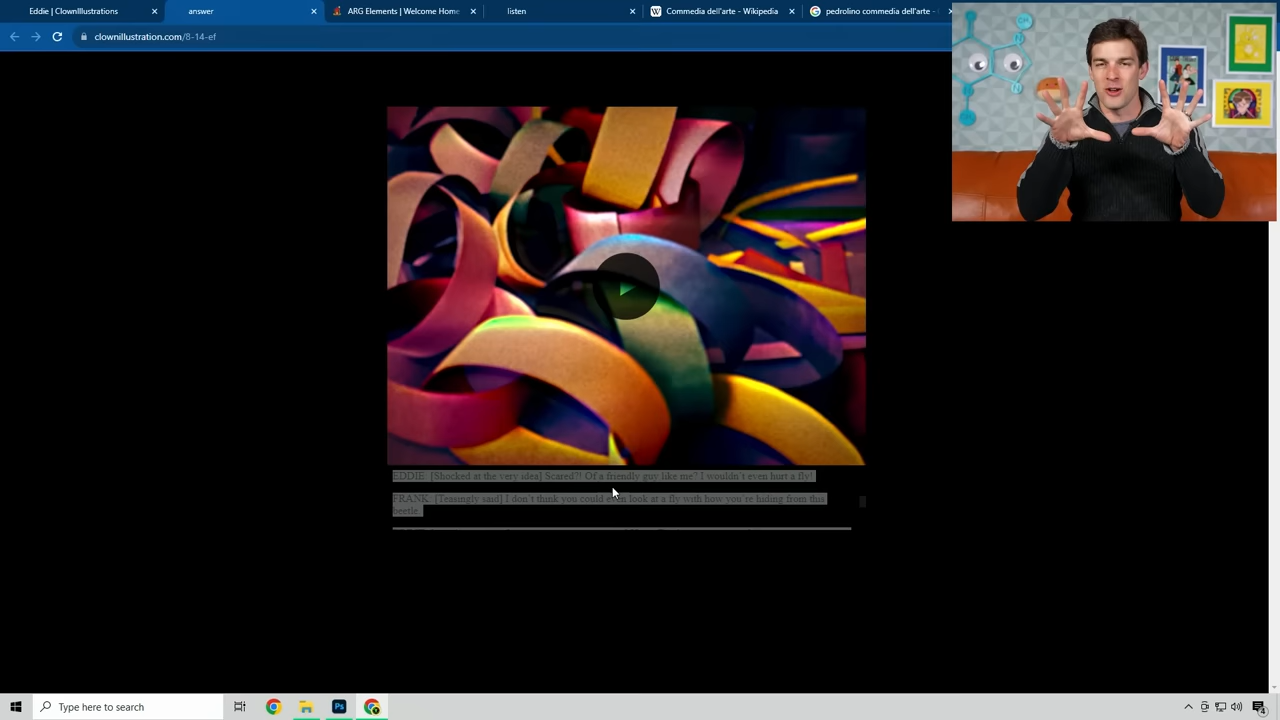 Eddie | ClownIllustrations
answer
ARG Elements | Welcome Home
listen
Commedia dell'arte - Wikipedia
pedrolino commedia dell'arte -
clownillustration.com/8-14-ef
EDDIE: [Shocked at the very idea] Scared?! Of a friendly guy like me? I wouldn't even hurt a fly!
FRANK: [Teasingly said] I don't think you could even look at a fly with how you're hiding from this
beetle.
Type here to search
4